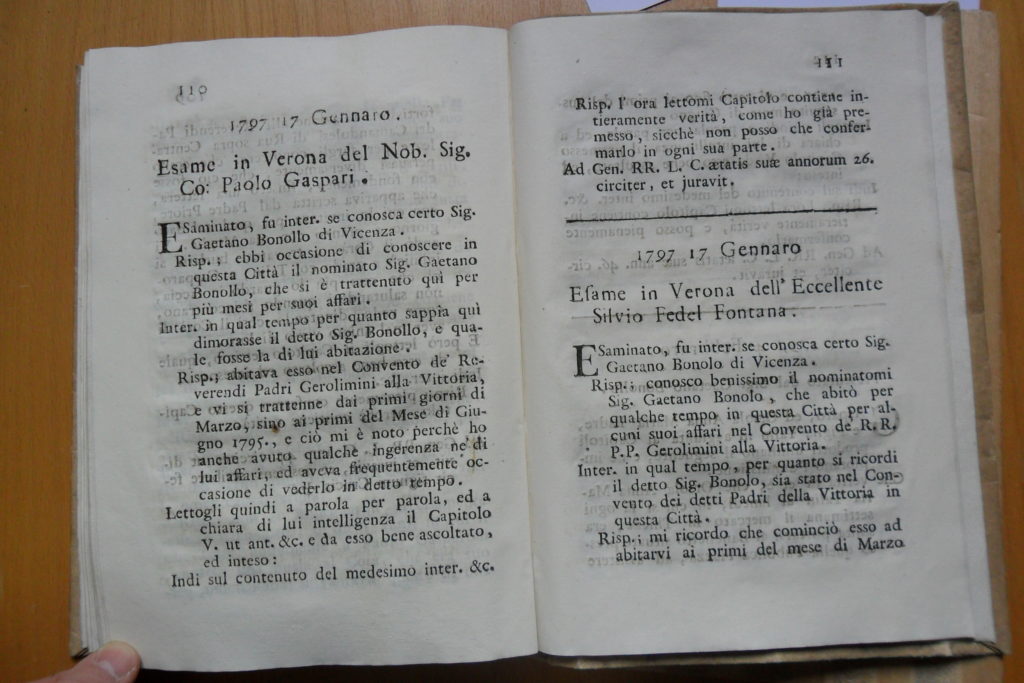 110
1797. 17 Gennaro.
Esame in Verona del Nob. Sig.
Co: Paolo Gaspari.
ESaminato, fu inter. se conosca certo Sig.
Gaetano Bonollo di Vicenza.
Risp.; ebbi occasione di conoscere in
questa Città il nominato Sig. Gaetano
Bonollo, che si è trattenuto quì per
più mesi per suoi affari.
Inter. in qual tempo per quanto sappia quì
dimorasse il detto Sig. Bonollo, e qua-
le fosse la di lui abitazione.
Risp.; abitava esso nel Convento de' Re-
verendi Padri Gerolimini alla Vittoria,
e vi si trattenne dai primi giorni di
Marzo, sino ai primi del Mese di Giu-
gno 1795., e ciò mi è noto perchè ho
anche avuto qualche ingerenza ne' di
lui affari, ed aveva frequentemente oc-
casione di vederlo in detto tempo.
Lettogli quindi a parola per parola, ed a
chiara di lui intelligenza il Capitolo
V. ut ant. &c. e da esso bene ascoltato,
ed inteso:
Indi sul contenuto del medesimo inter. &c.
111
Risp. l' ora lettomi Capitolo contiene in-
tieramente verità, come ho già pre-
messo, sicchè non posso che confer-
marlo in ogni sua parte.
Ad Gen. RR. L. C. ætatis suæ annorum 26.
circiter, et juravit.
1797 17 Gennaro
Esame in Verona dell' Eccellente
Silvio Fedel Fontana.
ESaminato, fu inter. se conosca certo Sig.
Gaetano Bonolo di Vicenza.
Risp.; conosco benissimo il nominatomi
Sig. Gaetano Bonolo, che abitò per
qualche tempo in questa Città per al-
cuni suoi affari nel Convento de' R. R.
P.P. Gerolimini alla Vittoria.
Inter. in qual tempo, per quanto si ricordi
il detto Sig. Bonolo, sia stato nel Con-
vento dei detti Padri della Vittoria in
questa Città.
Risp.; mi ricordo che cominciò esso ad
abitarvi ai primi del mese di Marzo